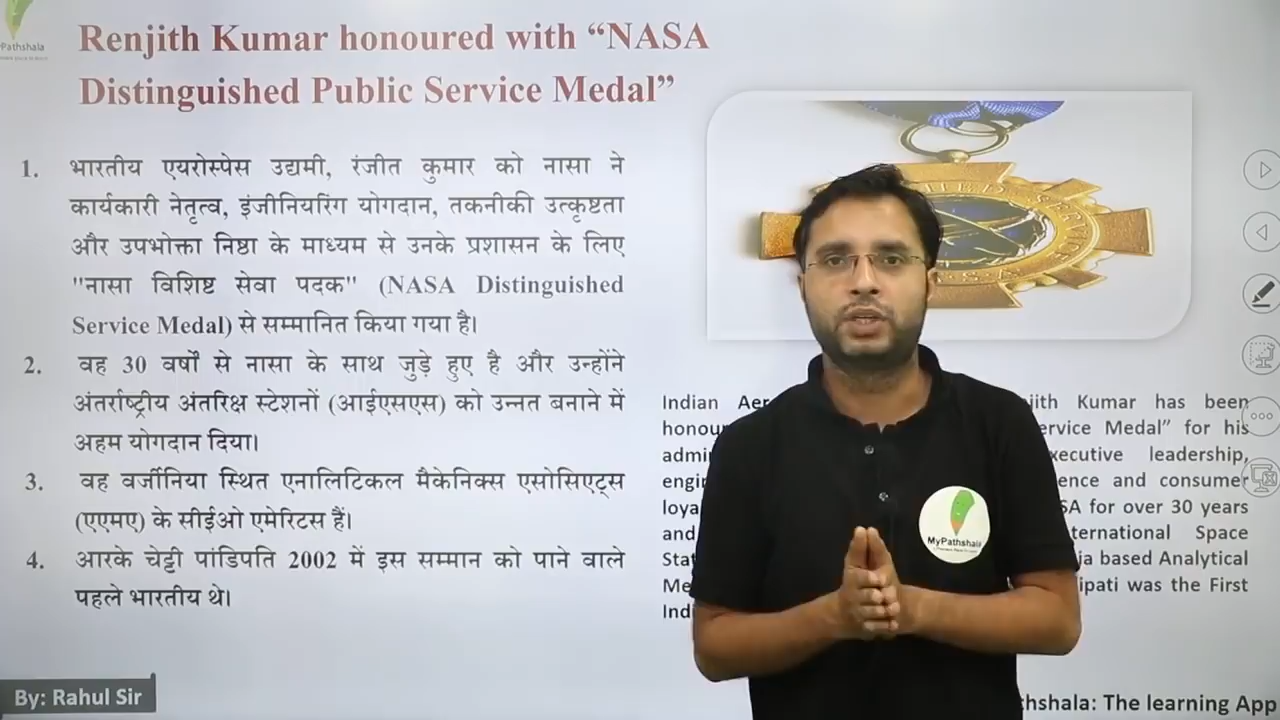 Pathshala
Renjith Kumar honoured with “NASA
Distinguished Public Service Medal”
1. भारतीय एयरोस्पेस उद्यमी, रंजीत कुमार को नासा ने
कार्यकारी नेतृत्व, इंजीनियरिंग योगदान, तकनीकी उत्कृष्टता
और उपभोक्ता निष्ठा के माध्यम से उनके प्रशासन के लिए
"नासा विशिष्ट सेवा पदक" (NASA Distinguished
Service Medal) से सम्मानित किया गया है।
2. वह 30 वर्षों से नासा के साथ जुड़े हुए है और उन्होंने
अंतर्राष्ट्रीय अंतरिक्ष स्टेशनों (आईएसएस) को उन्नत बनाने में
अहम योगदान दिया।
3. वह वर्जीनिया स्थित एनालिटिकल मैकेनिक्स एसोसिएट्स
(एएमए) के सीईओ एमेरिटस हैं।
4. आरके चेट्टी पांडिपति 2002 में इस सम्मान को पाने वाले
पहले भारतीय थे।
Indian Aer jith Kumar has been
honou ervice Medal” for his
admi xecutive leadership,
engir ence and consumer
loya SA for over 30 years
and ternational Space
Stat ja based Analytical
Me ipati was the First
Indi
MyPathshala
By: Rahul Sir
thshala: The learning App